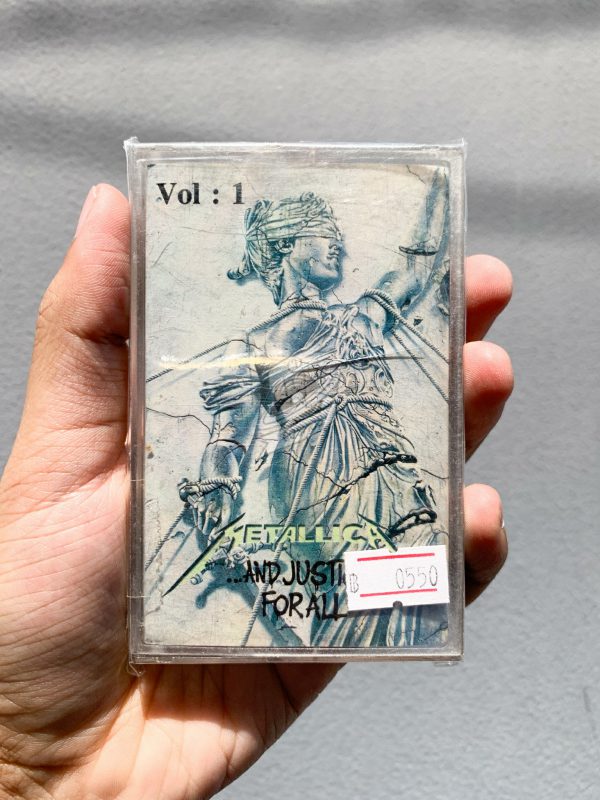 Vol : 1
METALLICA
...AND JUSTI
FOR ALL
฿ 0550